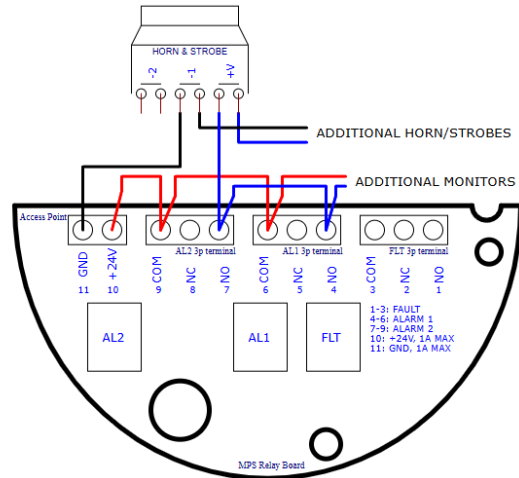 HORN & STROBE
-2
-1
+V
ADDITIONAL HORN/STROBES
ADDITIONAL MONITORS
Access Point
AL2 3p terminal
AL1 3p terminal
FLT 3p terminal
GND
+24V
COM
NC
NO
COM
NC
NO
COM
NC
NO
11
10
9
8
7
6
5
4
3
2
1
AL2
AL1
FLT
1-3: FAULT
4-6: ALARM 1
7-9: ALARM 2
10: +24V, 1A MAX
11: GND, 1A MAX
MPS Relay Board